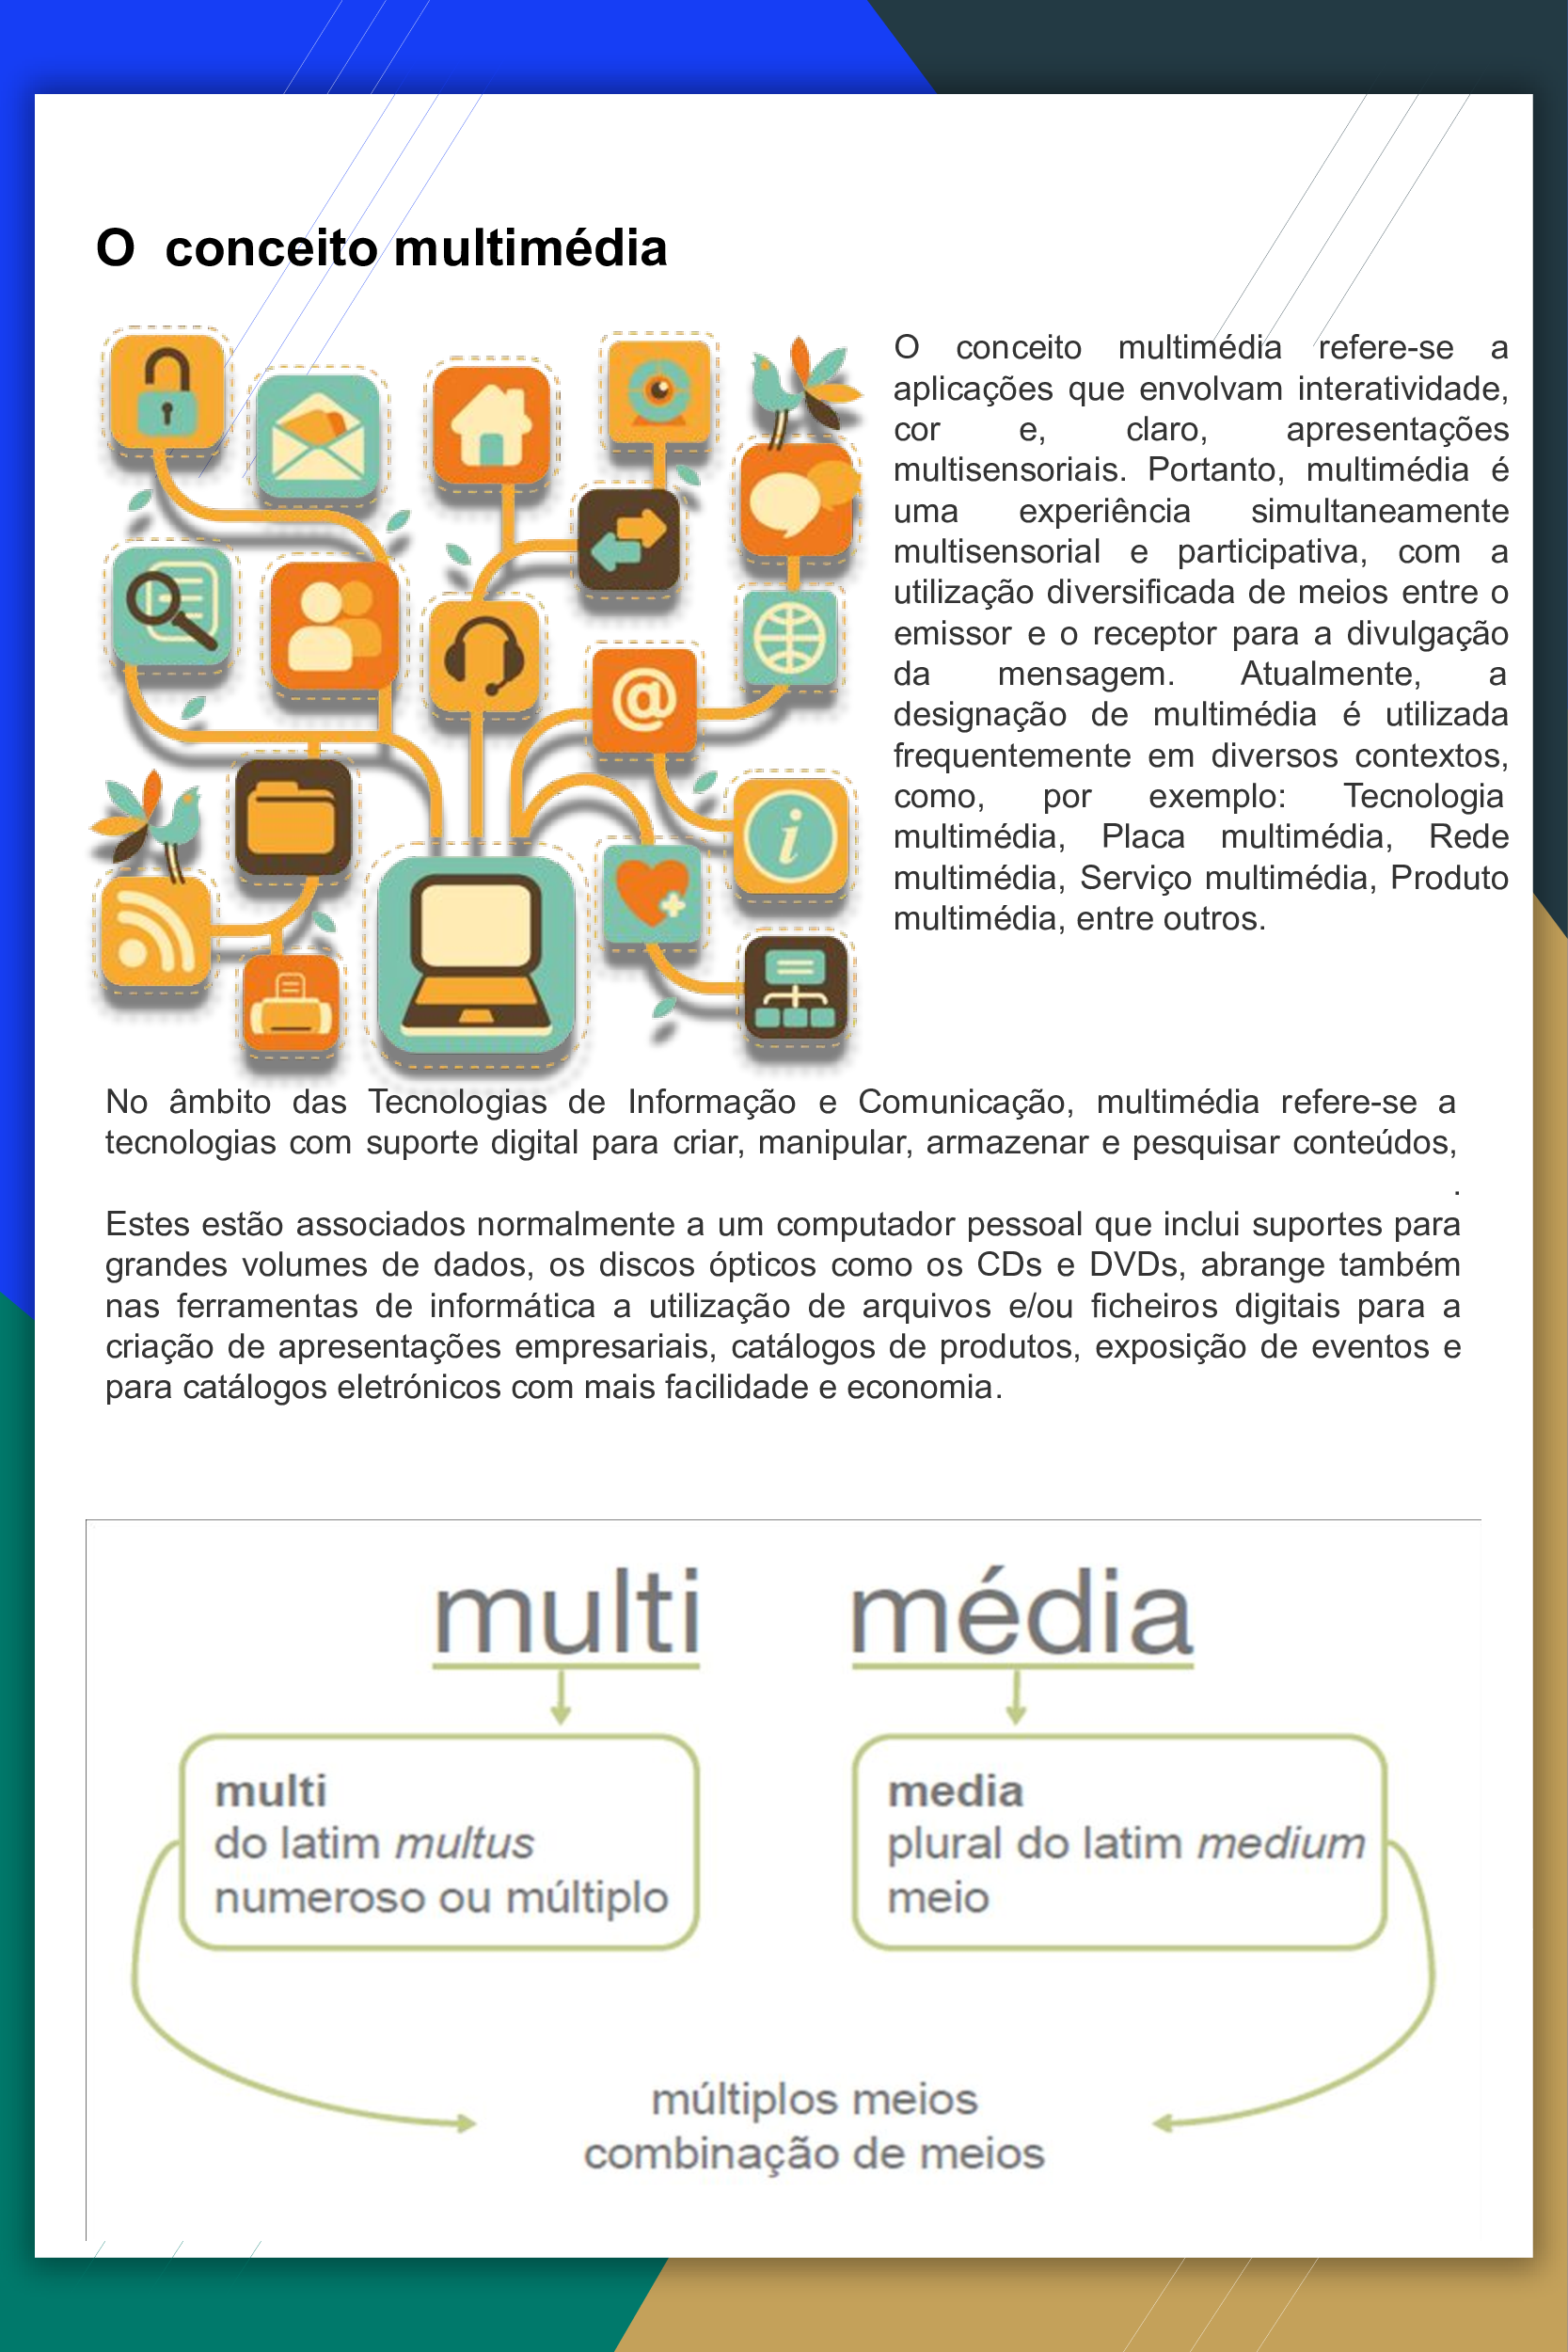 O conceito multimédia
O conceito multimédia refere-se a
aplicações que envolvam interatividade,
cor e, claro, apresentações
multisensoriais. Portanto, multimédia é
uma experiência simultaneamente
multisensorial e participativa, com a
utilização diversificada de meios entre o
emissor e o receptor para a divulgação
da mensagem. Atualmente, a
designação de multimédia é utilizada
frequentemente em diversos contextos,
como, por exemplo: Tecnologia
multimédia, Placa multimédia, Rede
multimédia, Serviço multimédia, Produto
multimédia, entre outros.
@
i
No âmbito das Tecnologias de Informação e Comunicação, multimédia refere-se a
tecnologias com suporte digital para criar, manipular, armazenar e pesquisar conteúdos,
.
Estes estão associados normalmente a um computador pessoal que inclui suportes para
grandes volumes de dados, os discos ópticos como os CDs e DVDs, abrange também
nas ferramentas de informática a utilização de arquivos e/ou ficheiros digitais para a
criação de apresentações empresariais, catálogos de produtos, exposição de eventos e
para catálogos eletrónicos com mais facilidade e economia.
multi média
multi
do latim multus
numeroso ou múltiplo
media
plural do latim medium
meio
múltiplos meios
combinação de meios